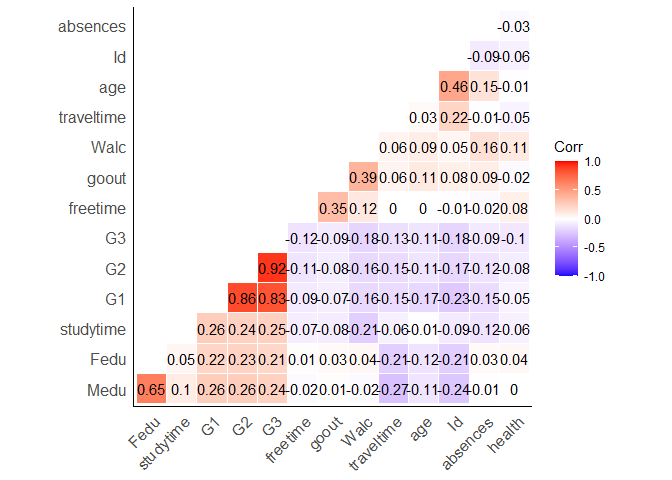 absences -0.03
Id -0.09 -0.06
age 0.46 0.15 -0.01
traveltime 0.03 0.22 -0.01 -0.05
Walc 0.06 0.09 0.05 0.16 0.11
goout 0.39 0.06 0.11 0.08 0.09 -0.02
freetime 0.35 0.12 0 0 -0.01 -0.02 0.08
G3 -0.12 -0.09 -0.18 -0.13 -0.11 -0.18 -0.09 -0.1
G2 0.92 -0.11 -0.08 -0.16 -0.15 -0.11 -0.17 -0.12 -0.08
G1 0.86 0.83 -0.09 -0.07 -0.16 -0.15 -0.17 -0.23 -0.15 -0.05
studytime 0.26 0.24 0.25 -0.07 -0.08 -0.21 -0.06 -0.01 -0.09 -0.12 -0.06
Fedu 0.05 0.22 0.23 0.21 0.01 0.03 0.04 -0.21 -0.12 -0.21 0.03 0.04
Medu 0.65 0.1 0.26 0.26 0.24 -0.02 0.01 -0.02 -0.27 -0.11 -0.24 -0.01 0
Fedu studytime G1 G2 G3 freetime goout Walc traveltime age Id absences health
Corr
1.0
0.5
0.0
-0.5
-1.0